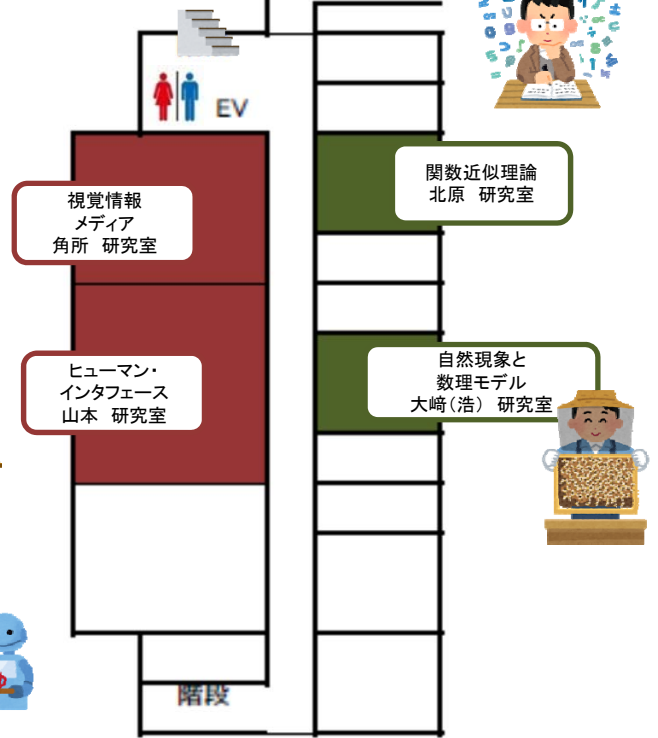 EV
視覚情報
メディア
角所 研究室
関数近似理論
北原 研究室
ヒューマン・
インタフェース
山本 研究室
自然現象と
数理モデル
大﨑(浩) 研究室
階段